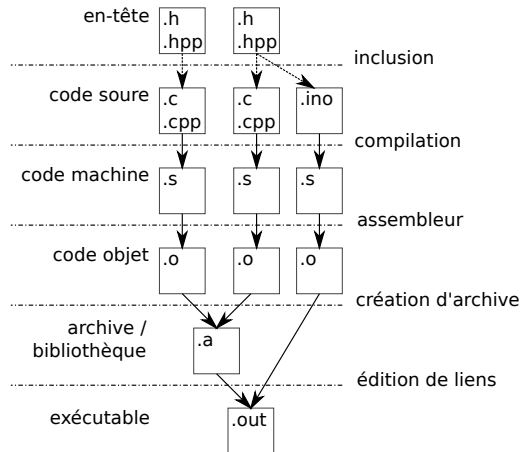 en-tête
.h
.hpp
.h
.hpp
inclusion
code soure
.c
.cpp
.c
.cpp
.ino
compilation
code machine
.s
.s
.s
assembleur
code objet
.o
.o
.o
création d'archive
archive /
bibliothèque
.a
édition de liens
exécutable
.out